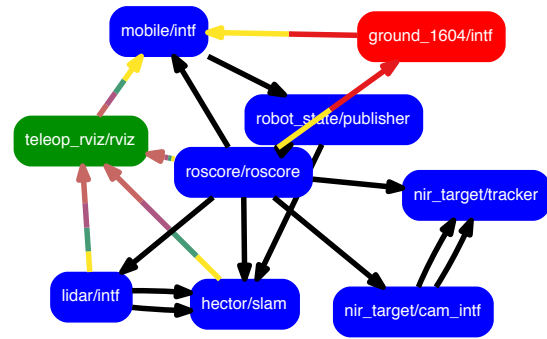 mobile/intf
ground_1604/intf
robot_state/publisher
teleop_rviz/rviz
roscore/roscore
nir_target/tracker
lidar/intf
hector/slam
nir_target/cam_intf